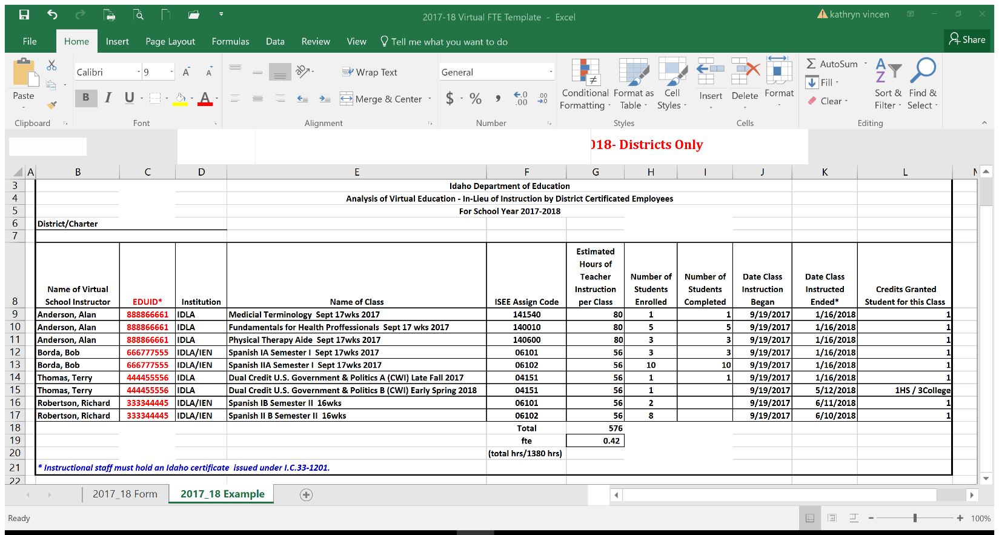 2017-18 Virtual FTE Template - Excel
kathryn vincen
File Home Insert Page Layout Formulas Data Review View Tell me what you want to do Share
Calibri 9 Wrap Text General AutoSum
Paste B I U A Merge & Center $ % , Conditional Formatting Format as Table Cell Styles Insert Delete Format Fill Clear Sort & Filter Find & Select
Clipboard Font Alignment Number Styles Cells Editing
018- Districts Only
A B C D E F G H I J K L
3 Idaho Department of Education
4 Analysis of Virtual Education - In-Lieu of Instruction by District Certificated Employees
5 For School Year 2017-2018
6 District/Charter
7
8 Name of Virtual School Instructor EDUID* Institution Name of Class ISEE Assign Code Estimated Hours of Teacher Instruction per Class Number of Students Enrolled Number of Students Completed Date Class Instruction Began Date Class Instructed Ended* Credits Granted Student for this Class
9 Anderson, Alan 888866661 IDLA Medicial Terminology Sept 17wks 2017 141540 80 1 1 9/19/2017 1/16/2018 1
10 Anderson, Alan 888866661 IDLA Fundamentals for Health Proffessionals Sept 17 wks 2017 140010 80 5 5 9/19/2017 1/16/2018 1
11 Anderson, Alan 888866661 IDLA Physical Therapy Aide Sept 17wks 2017 140600 80 3 3 9/19/2017 1/16/2018 1
12 Borda, Bob 666777555 IDLA/IEN Spanish IA Semester I Sept 17wks 2017 06101 56 3 3 9/19/2017 1/16/2018 1
13 Borda, Bob 666777555 IDLA/IEN Spanish IIA Semester I Sept 17wks 2017 06102 56 10 10 9/19/2017 1/16/2018 1
14 Thomas, Terry 444455556 IDLA Dual Credit U.S. Government & Politics A (CWI) Late Fall 2017 04151 56 1 1 9/19/2017 1/16/2018 1
15 Thomas, Terry 444455556 IDLA Dual Credit U.S. Government & Politics B (CWI) Early Spring 2018 04151 56 1 9/19/2017 5/12/2018 1HS / 3College
16 Robertson, Richard 333344445 IDLA/IEN Spanish IB Semester II 16wks 06101 56 2 9/19/2017 6/11/2018 1
17 Robertson, Richard 333344445 IDLA/IEN Spanish II B Semester II 16wks 06102 56 8 9/19/2017 6/10/2018 1
18 Total 576
19 fte 0.42
20 (total hrs/1380 hrs)
21 * Instructional staff must hold an Idaho certificate issued under I.C.33-1201.
22
2017_18 Form 2017_18 Example
Ready 100%